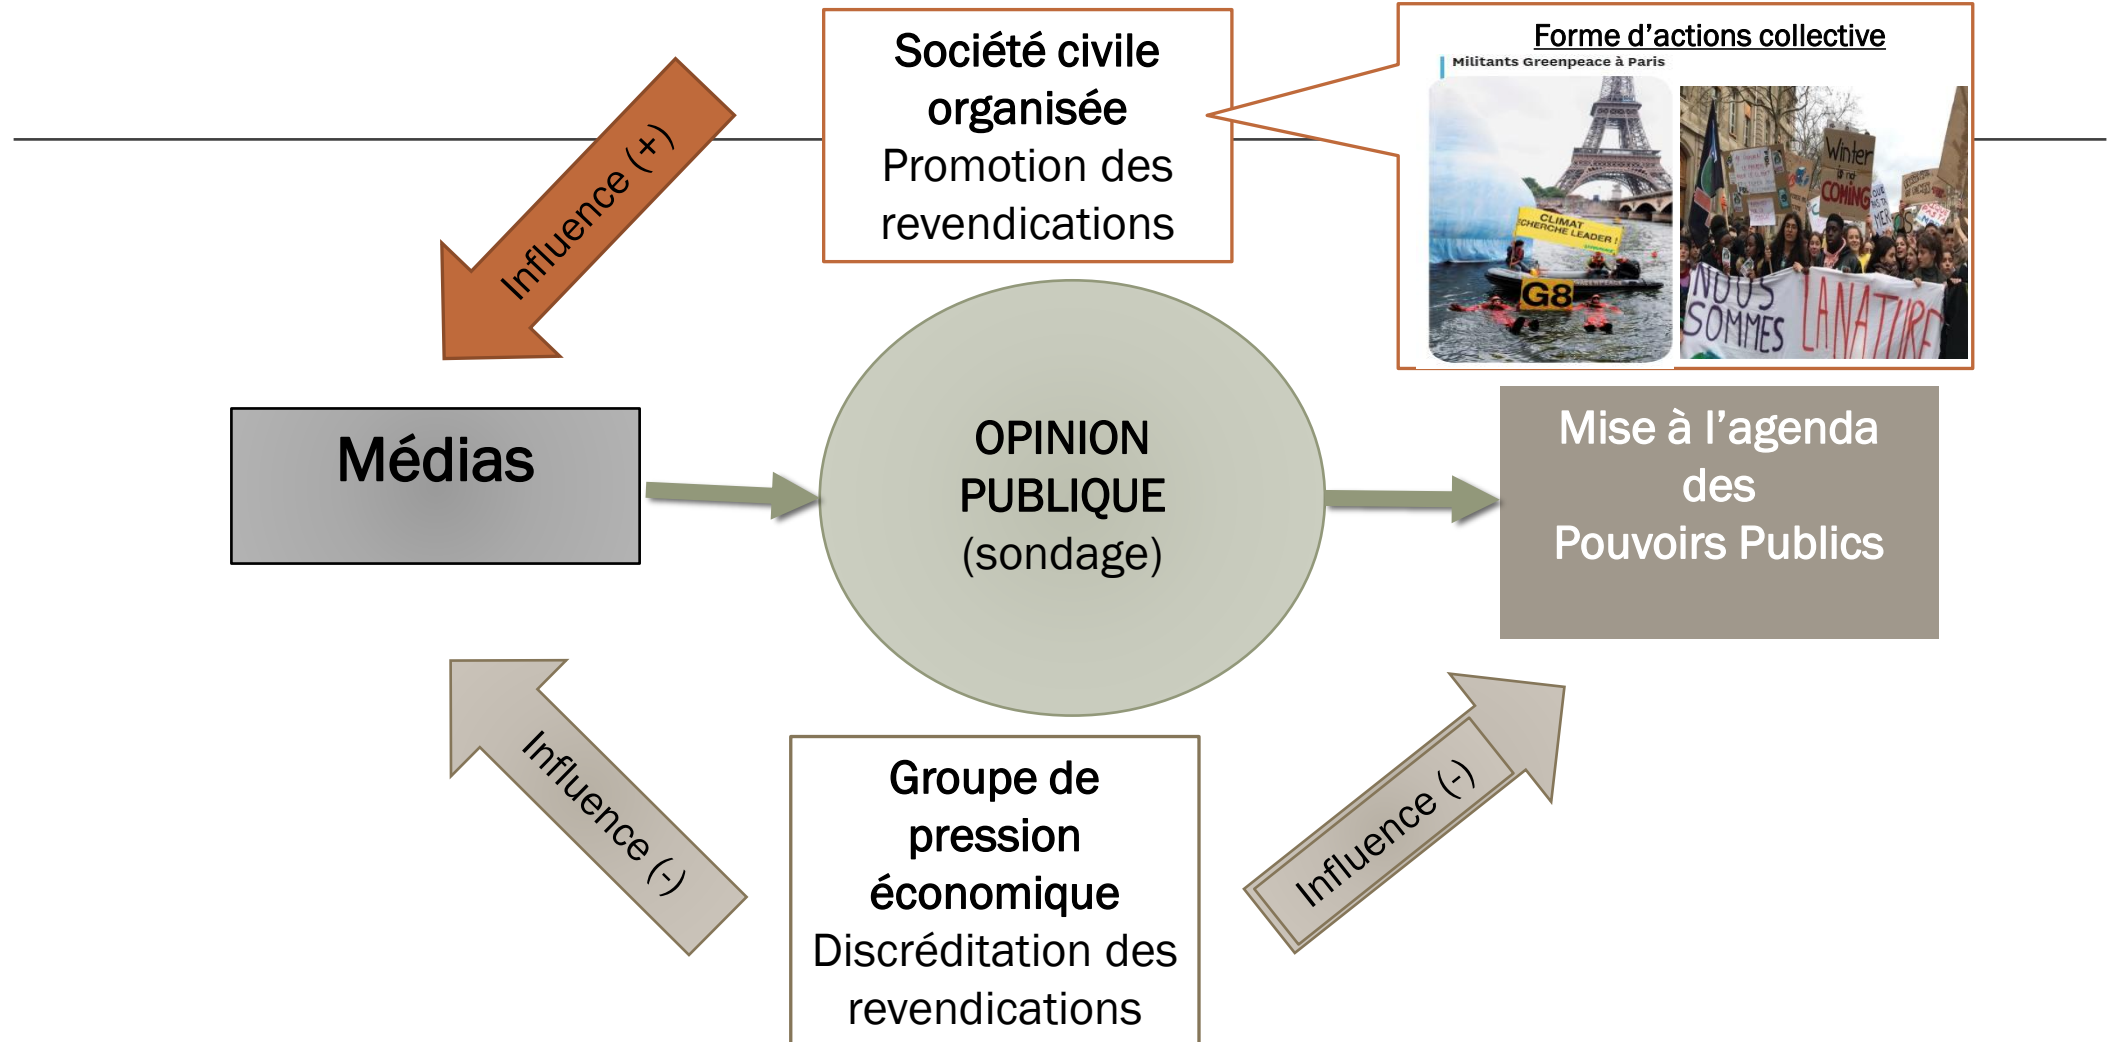 Société civile
organisée
Promotion des
revendications
Forme d'actions collective
Militants Greenpeace à Paris
CLIMAT
CHERCHE LEADER !
G8
Winter
is not
COMING
NOUS
SOMMES
LA NATURE
Influence (+)
Médias
OPINION
PUBLIQUE
(sondage)
Mise à l'agenda
des
Pouvoirs Publics
Influence (-)
Groupe de
pression
économique
Discréditation des
revendications
Influence (-)